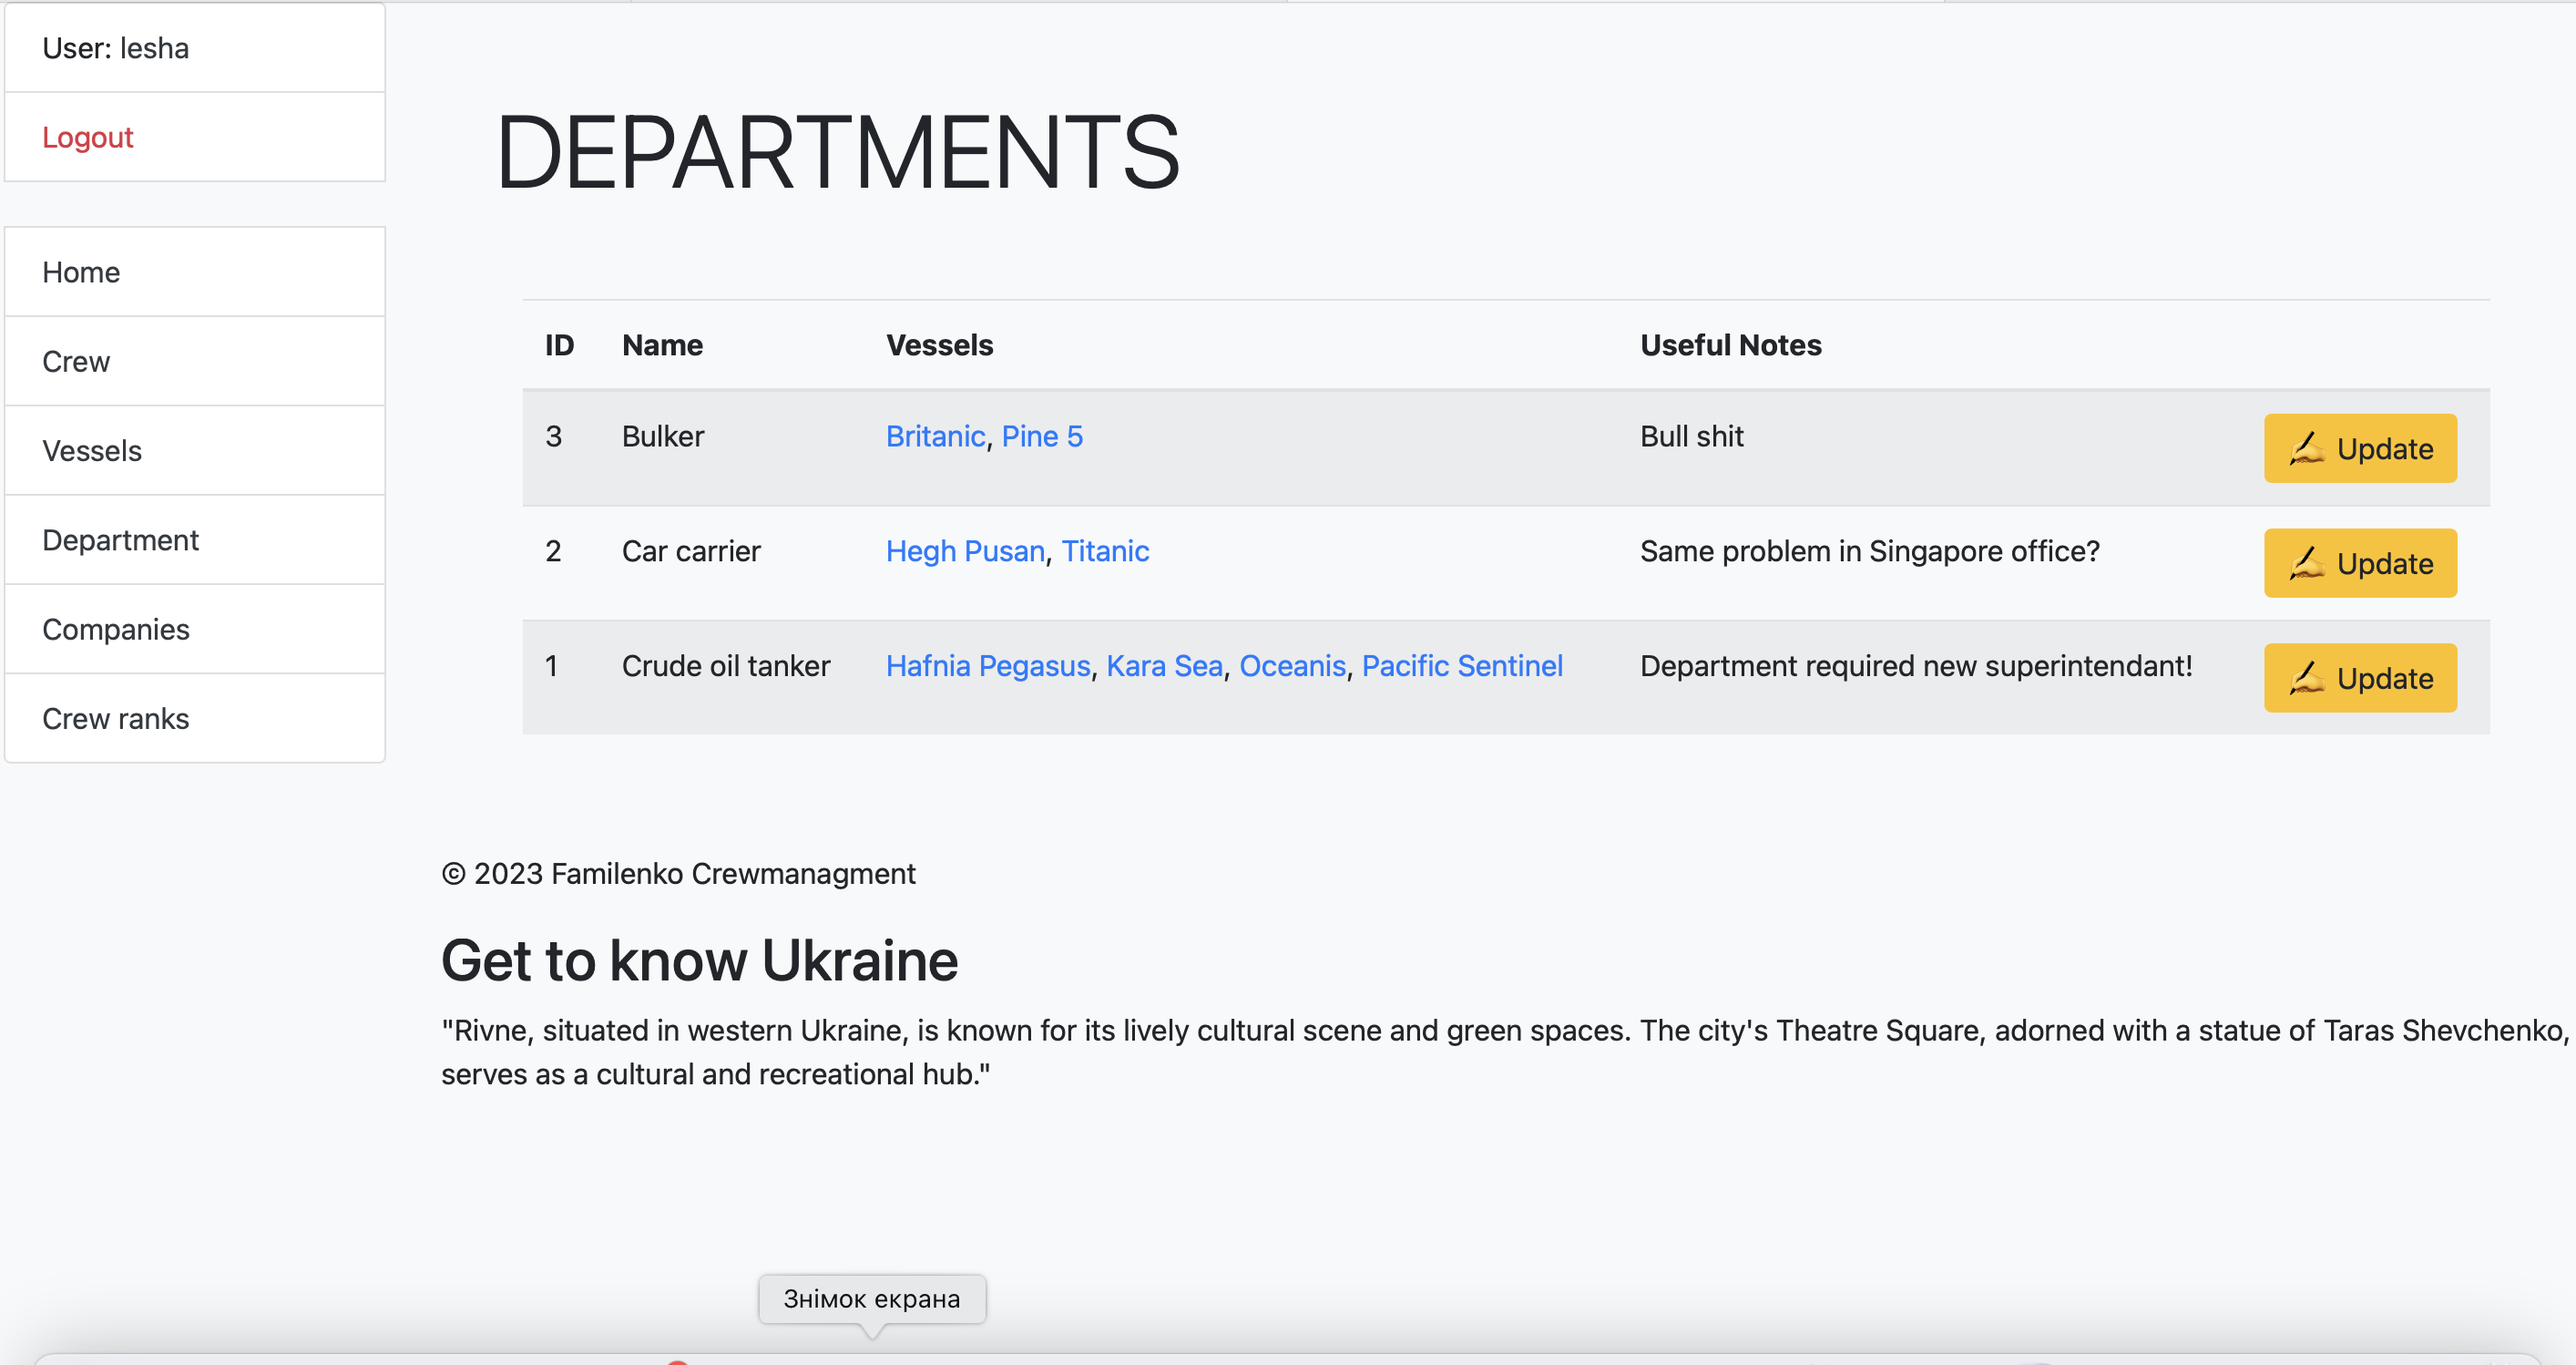 User: lesha
Logout
Home
Crew
Vessels
Department
Companies
Crew ranks
DEPARTMENTS
ID Name Vessels Useful Notes
3 Bulker Britanic, Pine 5 Bull shit ✍️ Update
2 Car carrier Hegh Pusan, Titanic Same problem in Singapore office? ✍️ Update
1 Crude oil tanker Hafnia Pegasus, Kara Sea, Oceanis, Pacific Sentinel Department required new superintendant! ✍️ Update
© 2023 Familenko Crewmanagment
Get to know Ukraine
"Rivne, situated in western Ukraine, is known for its lively cultural scene and green spaces. The city's Theatre Square, adorned with a statue of Taras Shevchenko,
serves as a cultural and recreational hub."
Знімок екрана